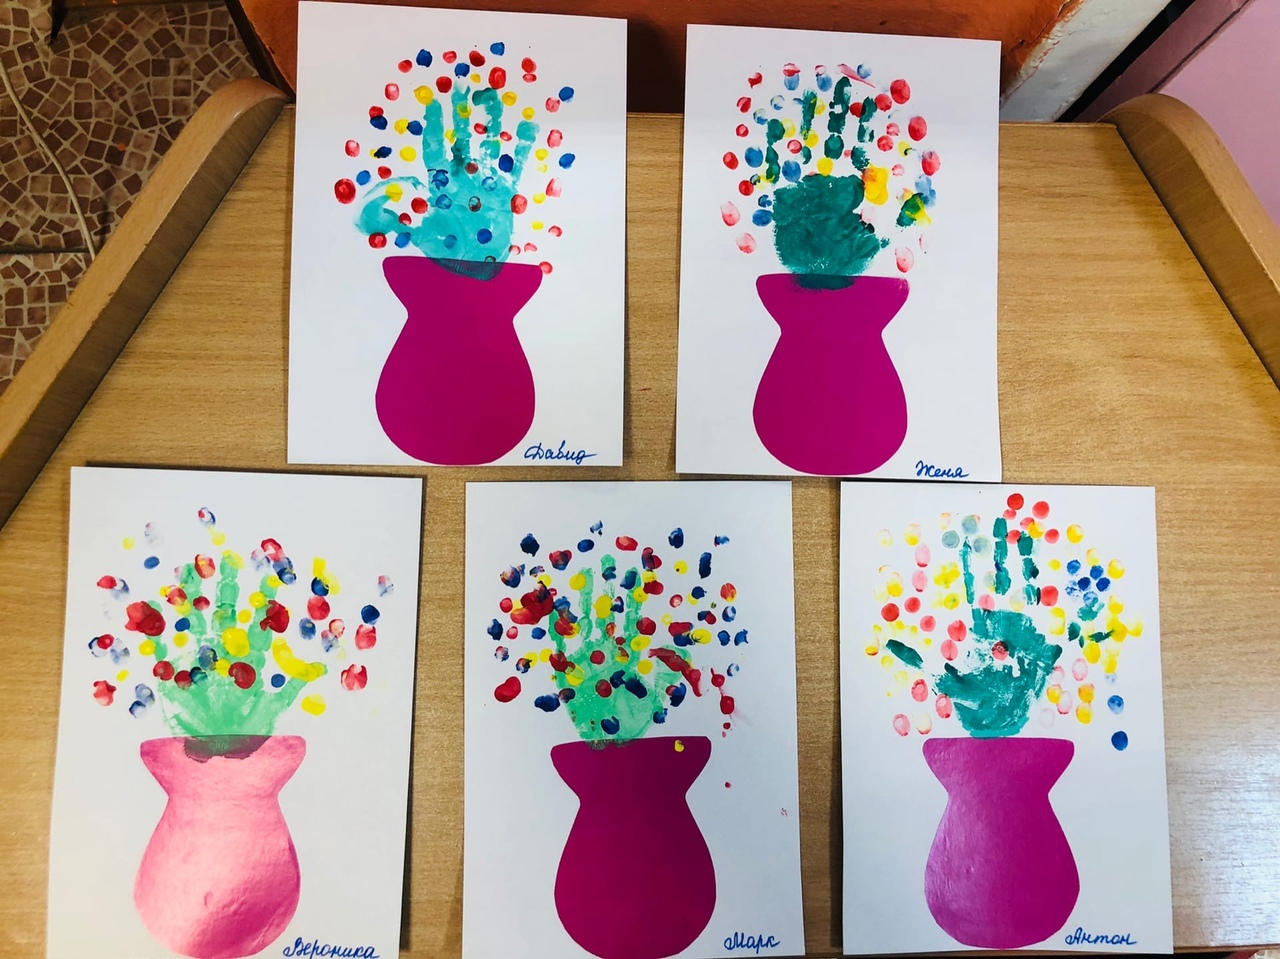 Давид
Женя
Вероника
Марк
Антон